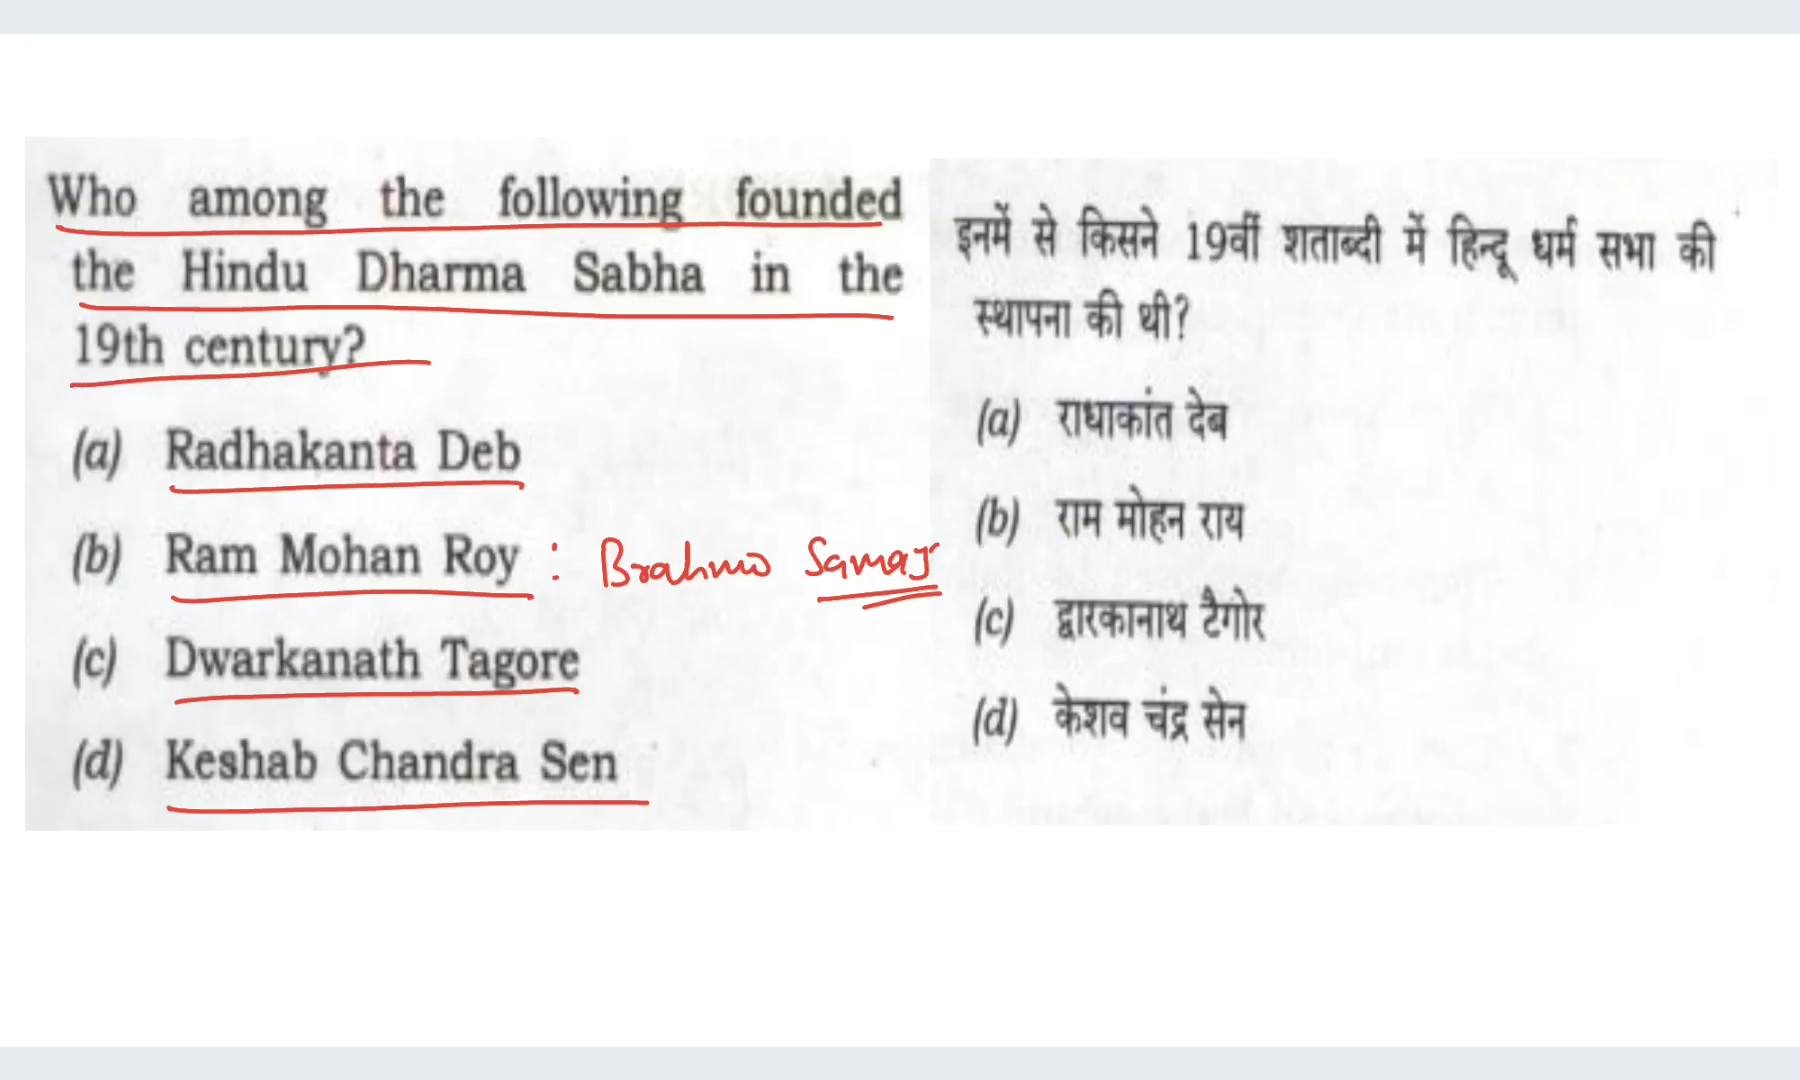 Who among the following founded
the Hindu Dharma Sabha in the
19th century?
(a) Radhakanta Deb
(b) Ram Mohan Roy : Brahmo Samaj
(c) Dwarkanath Tagore
(d) Keshab Chandra Sen
इनमें से किसने 19वीं शताब्दी में हिन्दू धर्म सभा की
स्थापना की थी?
(a) राधाकांत देब
(b) राम मोहन राय
(c) द्वारकानाथ टैगोर
(d) केशव चंद्र सेन